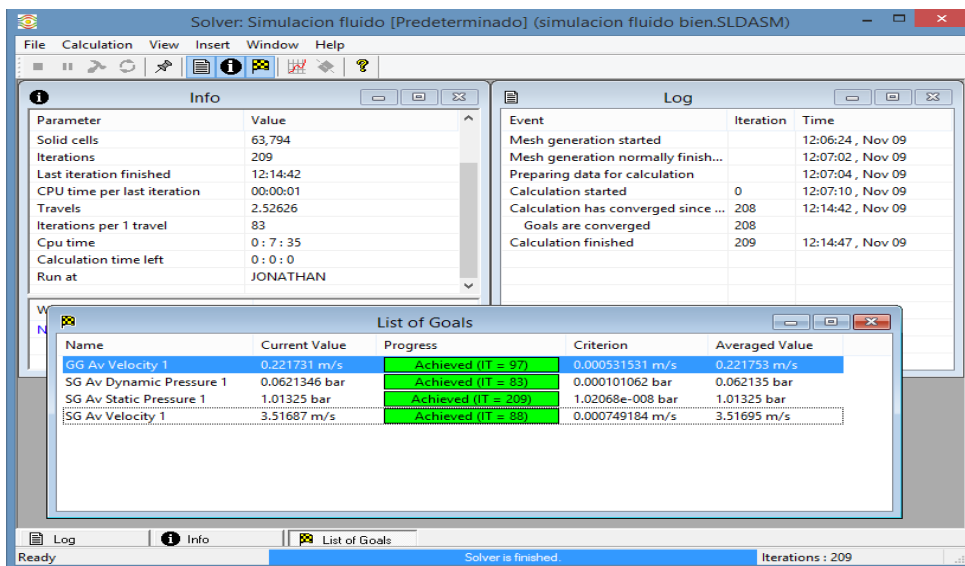 Solver: Simulacion fluido [Predeterminado] (simulacion fluido bien.SLDASM)
File Calculation View Insert Window Help
Info
Parameter Value
Solid cells 63,794
Iterations 209
Last iteration finished 12:14:42
CPU time per last iteration 00:00:01
Travels 2.52626
Iterations per 1 travel 83
Cpu time 0 : 7 : 35
Calculation time left 0 : 0 : 0
Run at JONATHAN
Log
Event Iteration Time
Mesh generation started 12:06:24 , Nov 09
Mesh generation normally finish... 12:07:02 , Nov 09
Preparing data for calculation 12:07:04 , Nov 09
Calculation started 0 12:07:10 , Nov 09
Calculation has converged since ... 208 12:14:42 , Nov 09
Goals are converged 208
Calculation finished 209 12:14:47 , Nov 09
List of Goals
Name Current Value Progress Criterion Averaged Value
GG Av Velocity 1 0.221731 m/s Achieved (IT = 97) 0.000531531 m/s 0.221753 m/s
SG Av Dynamic Pressure 1 0.0621346 bar Achieved (IT = 83) 0.000101062 bar 0.062135 bar
SG Av Static Pressure 1 1.01325 bar Achieved (IT = 209) 1.02068e-008 bar 1.01325 bar
SG Av Velocity 1 3.51687 m/s Achieved (IT = 88) 0.000749184 m/s 3.51695 m/s
Log Info List of Goals
Ready Solver is finished. Iterations : 209